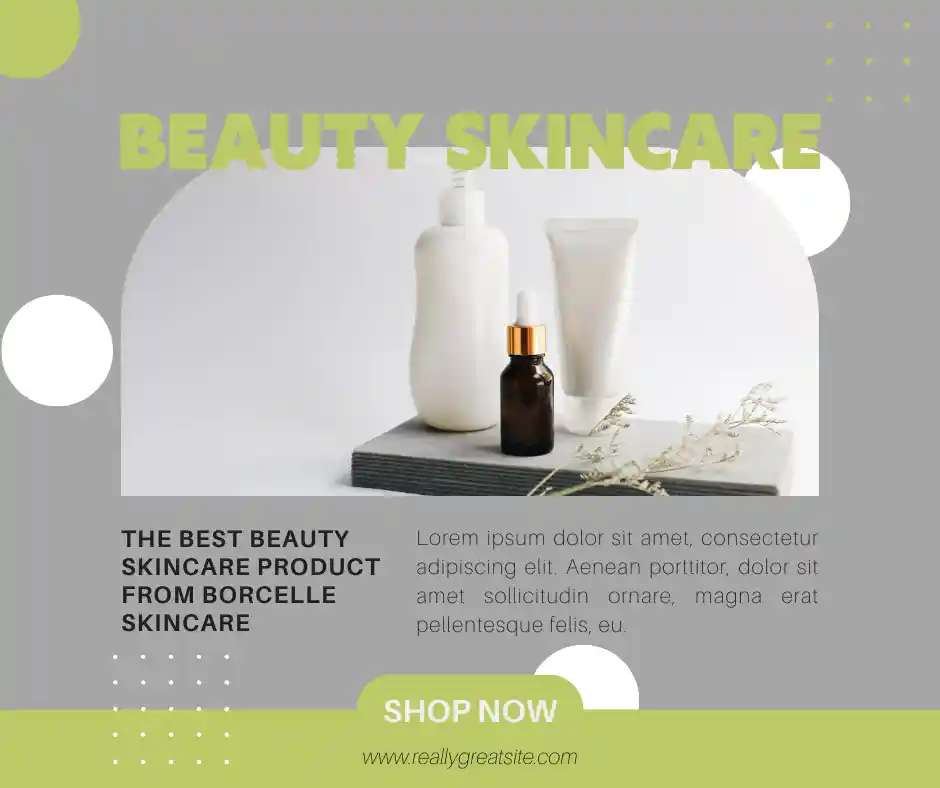 BEAUTY SKINCARE
THE BEST BEAUTY
SKINCARE PRODUCT
FROM BORCELLE
SKINCARE
Lorem ipsum dolor sit amet, consectetur
adipiscing elit. Aenean porttitor, dolor sit
amet sollicitudin ornare, magna erat
pellentesque felis, eu.
SHOP NOW
www.reallygreatsite.com